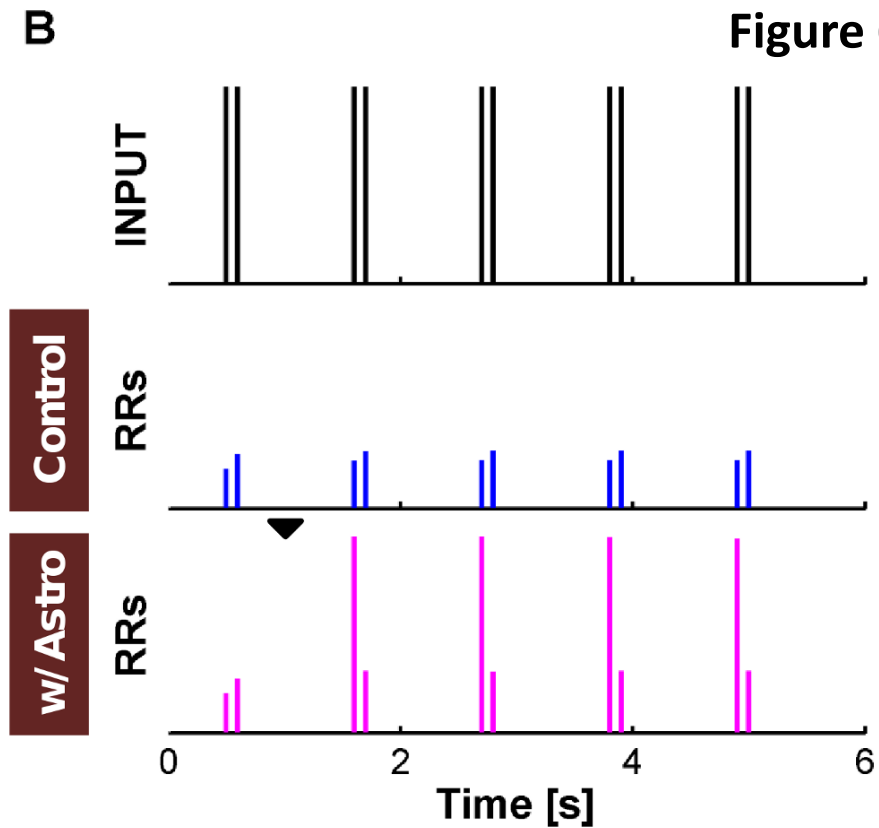 B
Figure
INPUT
Control
RRs
w/ Astro
RRs
0 2 4 6
Time [s]